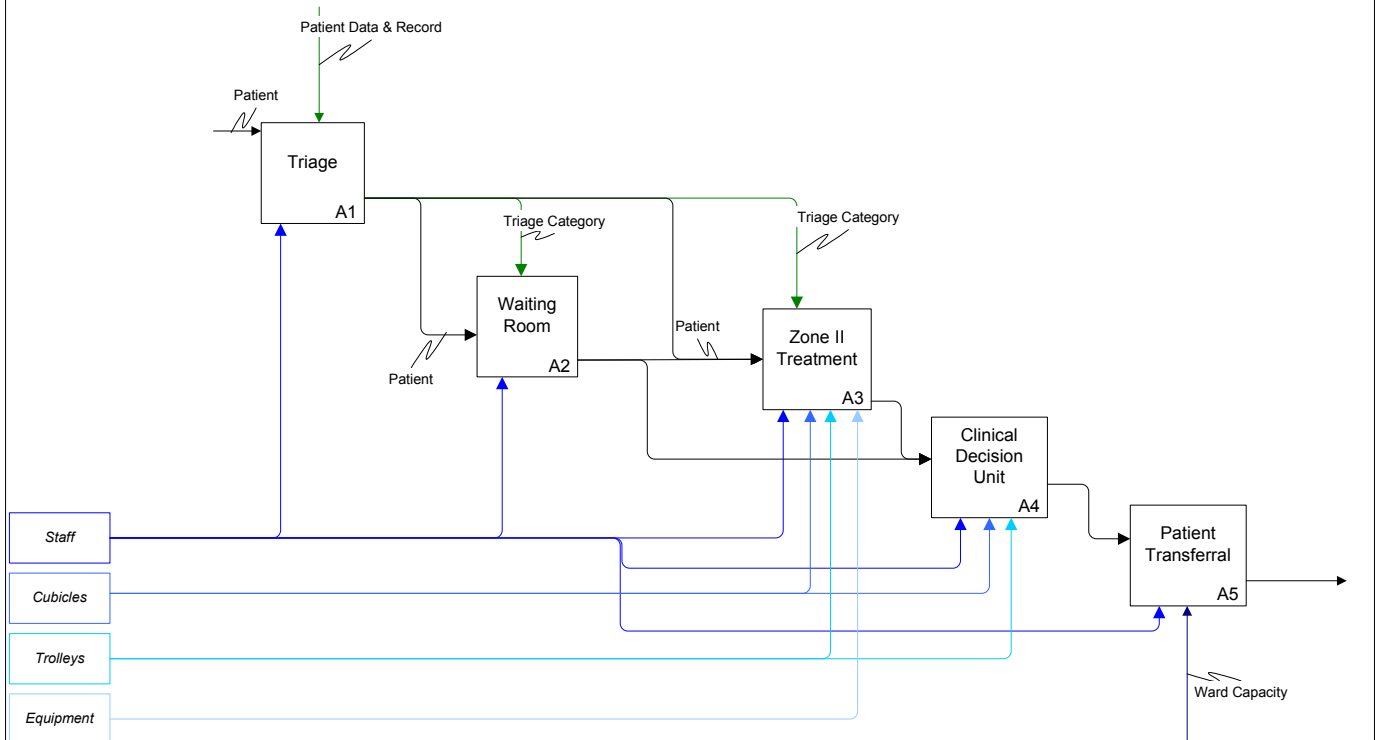 Patient Data & Record
Patient
Triage
A1
Triage Category
Triage Category
Waiting
Room
A2
Patient
Patient
Zone II
Treatment
A3
Clinical
Decision
Unit
A4
Staff
Patient
Transferral
A5
Cubicles
Trolleys
Ward Capacity
Equipment